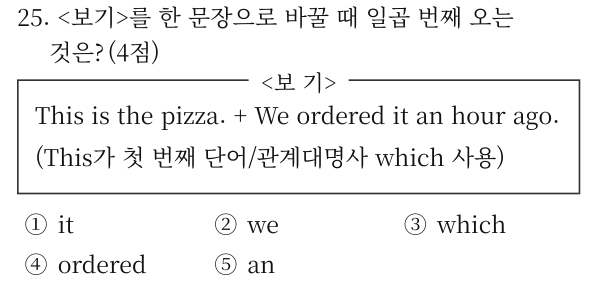 25. <보기>를 한 문장으로 바꿀 때 일곱 번째 오는
것은? (4점)
<보 기>
This is the pizza. + We ordered it an hour ago.
(This가 첫 번째 단어/관계대명사 which 사용)
① it ② we ③ which
④ ordered ⑤ an